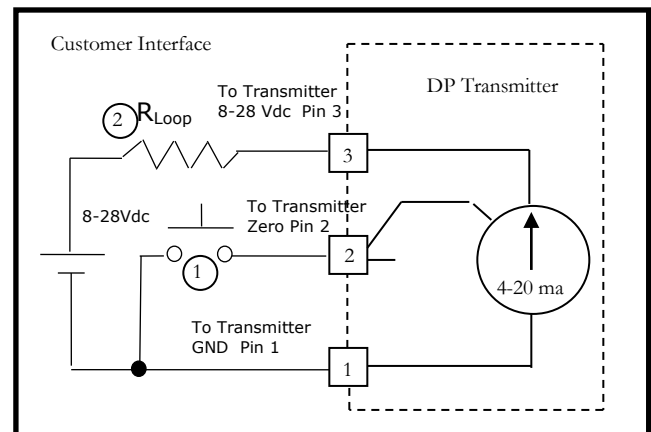 Customer Interface
DP Transmitter
To Transmitter
8-28 Vdc Pin 3
2
RLoop
3
8-28Vdc
To Transmitter
Zero Pin 2
2
1
4-20 ma
To Transmitter
GND Pin 1
1